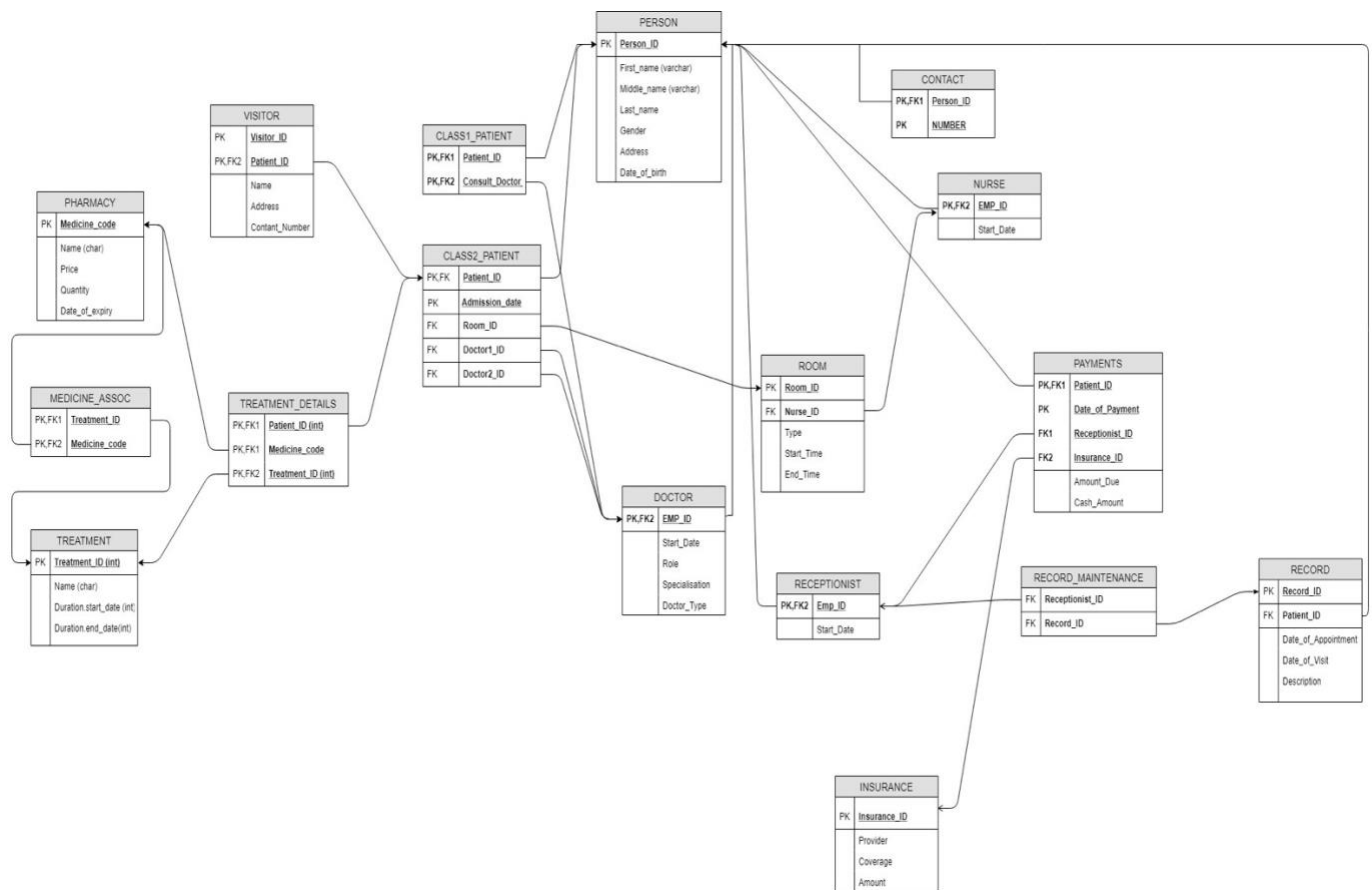 PERSON
PK Person_ID
First_name (varchar)
Middle_name (varchar)
Last_name
Gender
Address
Date_of_birth
CONTACT
PK,FK1 Person_ID
PK NUMBER
VISITOR
PK Visitor_ID
PK,FK2 Patient_ID
Name
Address
Contant_Number
CLASS1_PATIENT
PK,FK1 Patient_ID
PK,FK2 Consult_Doctor_
NURSE
PK,FK2 EMP_ID
Start_Date
PHARMACY
PK Medicine_code
Name (char)
Price
Quantity
Date_of_expiry
CLASS2_PATIENT
PK,FK Patient_ID
PK Admission_date
FK Room_ID
FK Doctor1_ID
FK Doctor2_ID
ROOM
PK Room_ID
FK Nurse_ID
Type
Start_Time
End_Time
PAYMENTS
PK,FK1 Patient_ID
PK Date_of_Payment
FK1 Receptionist_ID
FK2 Insurance_ID
Amount_Due
Cash_Amount
MEDICINE_ASSOC
PK,FK1 Treatment_ID
PK,FK2 Medicine_code
TREATMENT_DETAILS
PK,FK1 Patient_ID (int)
PK,FK1 Medicine_code
PK,FK2 Treatment_ID (int)
DOCTOR
PK,FK2 EMP_ID
Start_Date
Role
Specialisation
Doctor_Type
TREATMENT
PK Treatment_ID (int)
Name (char)
Duration.start_date (int)
Duration.end_date(int)
RECEPTIONIST
PK,FK2 Emp_ID
Start_Date
RECORD_MAINTENANCE
FK Receptionist_ID
FK Record_ID
RECORD
PK Record_ID
FK Patient_ID
Date_of_Appointment
Date_of_Visit
Description
INSURANCE
PK Insurance_ID
Provider
Coverage
Amount